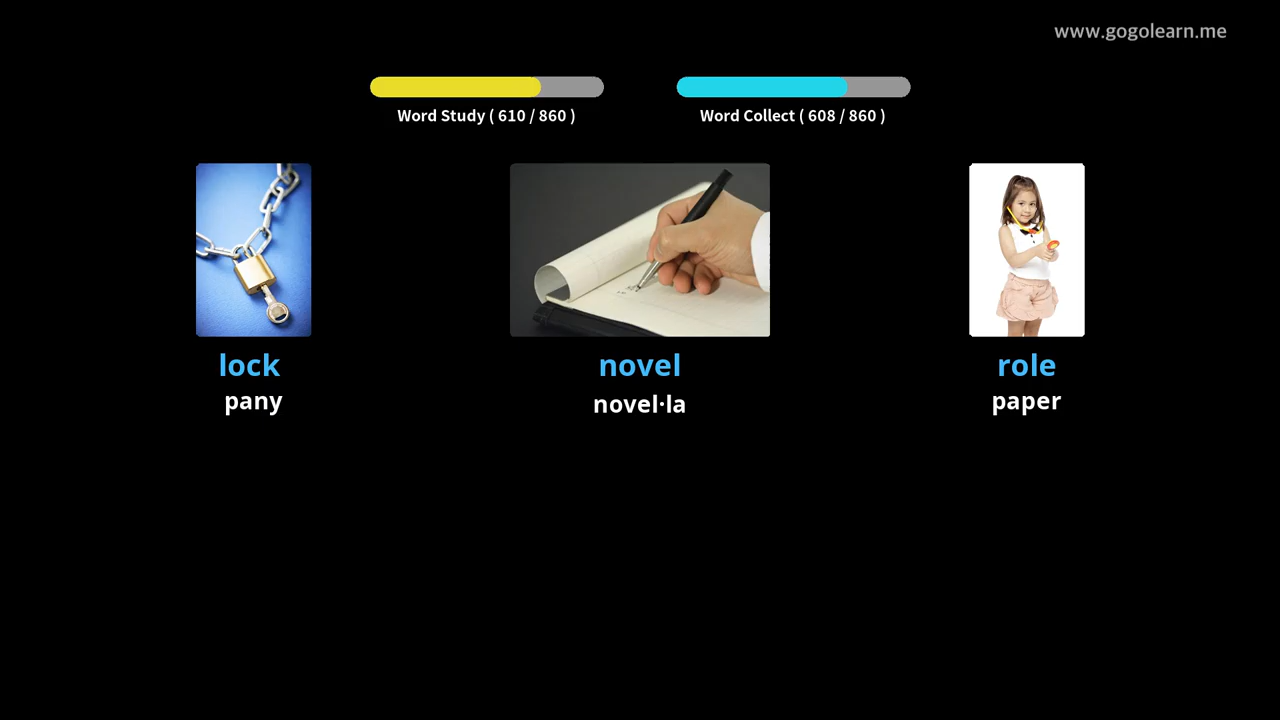 www.gogolearn.me
Word Study ( 610 / 860 )
Word Collect ( 608 / 860 )
lock
pany
novel
novel·la
role
paper